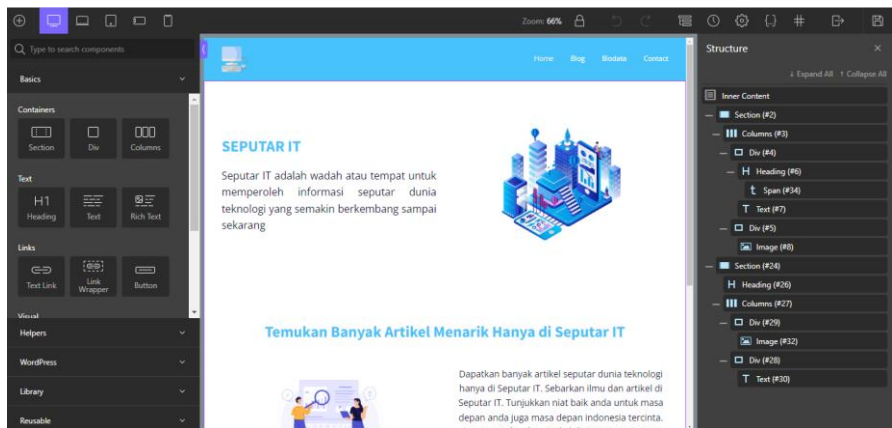 Zoom: 66%
Type to search components
Basics
Containers
Section
Div
Columns
Text
H1
Heading
Text
Rich Text
Links
Text Link
Link
Wrapper
Button
Visual
Helpers
WordPress
Library
Reusable
Home
Blog
Biodata
Contact
SEPUTAR IT
Seputar IT adalah wadah atau tempat untuk
memperoleh informasi seputar dunia
teknologi yang semakin berkembang sampai
sekarang
Temukan Banyak Artikel Menarik Hanya di Seputar IT
Dapatkan banyak artikel seputar dunia teknologi
hanya di Seputar IT. Sebarkan ilmu dan artikel di
Seputar IT. Tunjukkan niat baik anda untuk masa
depan anda juga masa depan indonesia tercinta.
Structure
Expand All
Collapse All
Inner Content
Section (#2)
Columns (#3)
Div (#4)
H Heading (#6)
t Span (#34)
T Text (#7)
Div (#5)
Image (#8)
Section (#24)
H Heading (#26)
Columns (#27)
Div (#29)
Image (#32)
Div (#28)
T Text (#30)